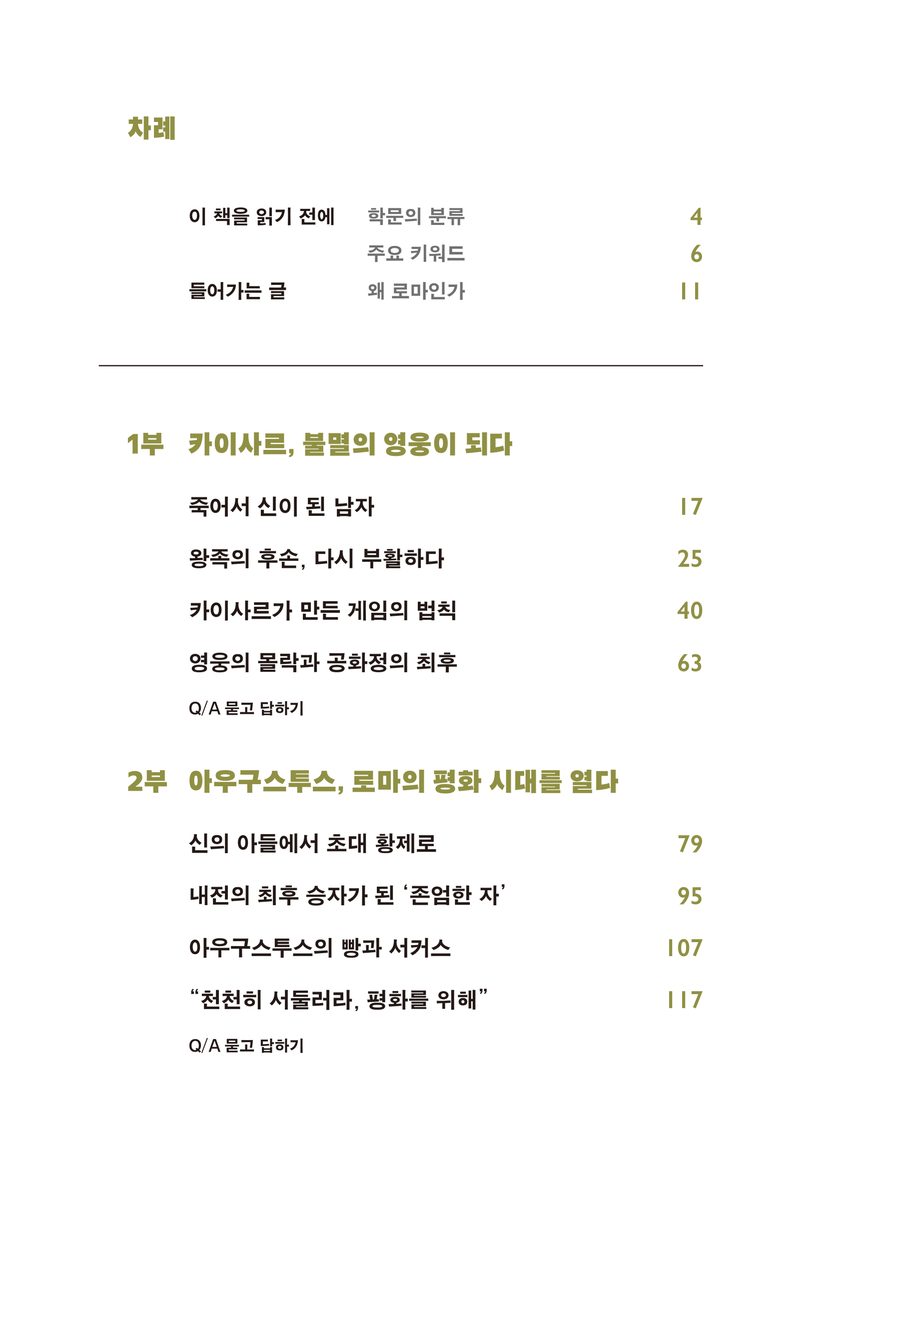 차례
이 책을 읽기 전에 학문의 분류 4
주요 키워드 6
들어가는 글 왜 로마인가 11
1부 카이사르, 불멸의 영웅이 되다
죽어서 신이 된 남자 17
왕족의 후손, 다시 부활하다 25
카이사르가 만든 게임의 법칙 40
영웅의 몰락과 공화정의 최후 63
Q/A 묻고 답하기
2부 아우구스투스, 로마의 평화 시대를 열다
신의 아들에서 초대 황제로 79
내전의 최후 승자가 된 ‘존엄한 자’ 95
아우구스투스의 빵과 서커스 107
“천천히 서둘러라, 평화를 위해” 117
Q/A 묻고 답하기